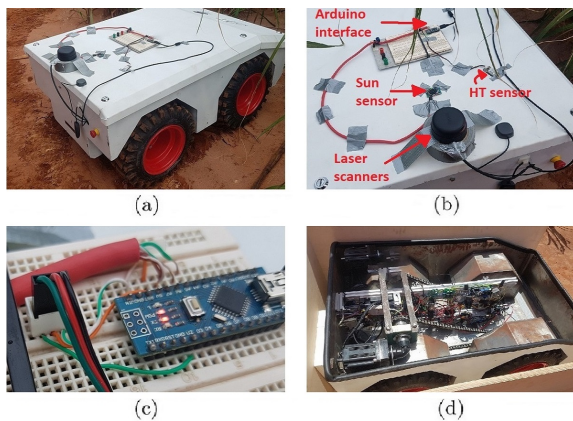 (a)
Arduino
interface
Sun
sensor
HT sensor
Laser
scanners
(b)
(c)
(d)